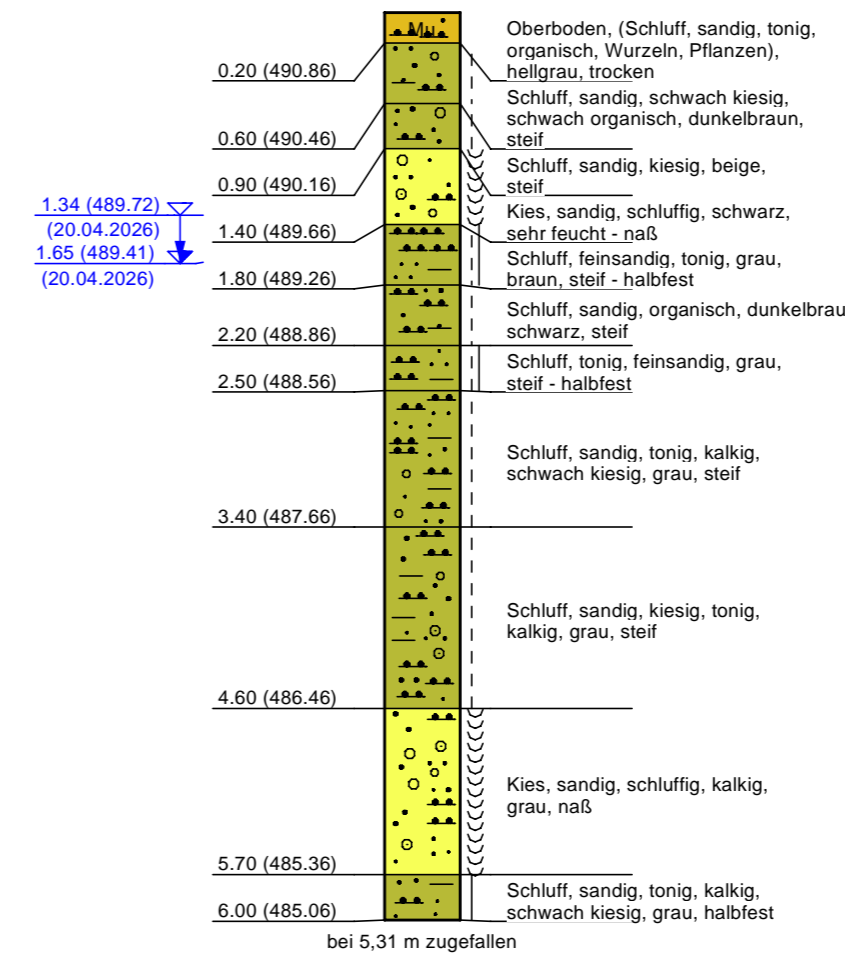 Mu
Oberboden, (Schluff, sandig, tonig,
organisch, Wurzeln, Pflanzen),
hellgrau, trocken
0.20 (490.86)
Schluff, sandig, schwach kiesig,
schwach organisch, dunkelbraun,
steif
0.60 (490.46)
Schluff, sandig, kiesig, beige,
steif
0.90 (490.16)
Kies, sandig, schluffig, schwarz,
sehr feucht - naß
1.34 (489.72)
(20.04.2026)
1.40 (489.66)
Schluff, feinsandig, tonig, grau,
braun, steif - halbfest
1.65 (489.41)
(20.04.2026)
1.80 (489.26)
Schluff, sandig, organisch, dunkelbrau
schwarz, steif
2.20 (488.86)
Schluff, tonig, feinsandig, grau,
steif - halbfest
2.50 (488.56)
Schluff, sandig, tonig, kalkig,
schwach kiesig, grau, steif
3.40 (487.66)
Schluff, sandig, kiesig, tonig,
kalkig, grau, steif
4.60 (486.46)
Kies, sandig, schluffig, kalkig,
grau, naß
5.70 (485.36)
Schluff, sandig, tonig, kalkig,
schwach kiesig, grau, halbfest
6.00 (485.06)
bei 5,31 m zugefallen